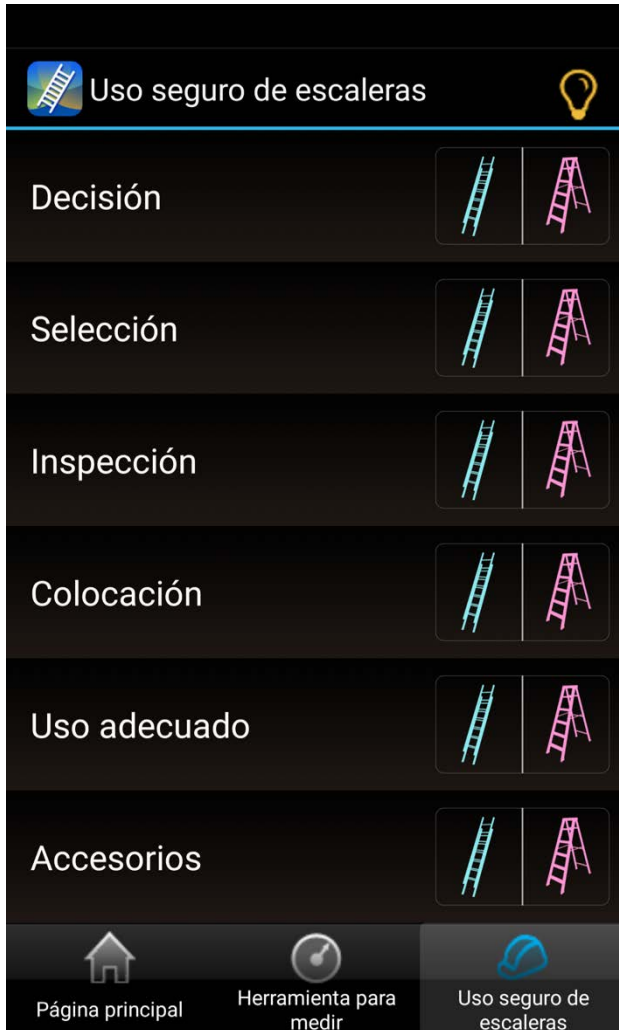 Uso seguro de escaleras
Decisión
Selección
Inspección
Colocación
Uso adecuado
Accesorios
Página principal
Herramienta para
medir
Uso seguro de
escaleras